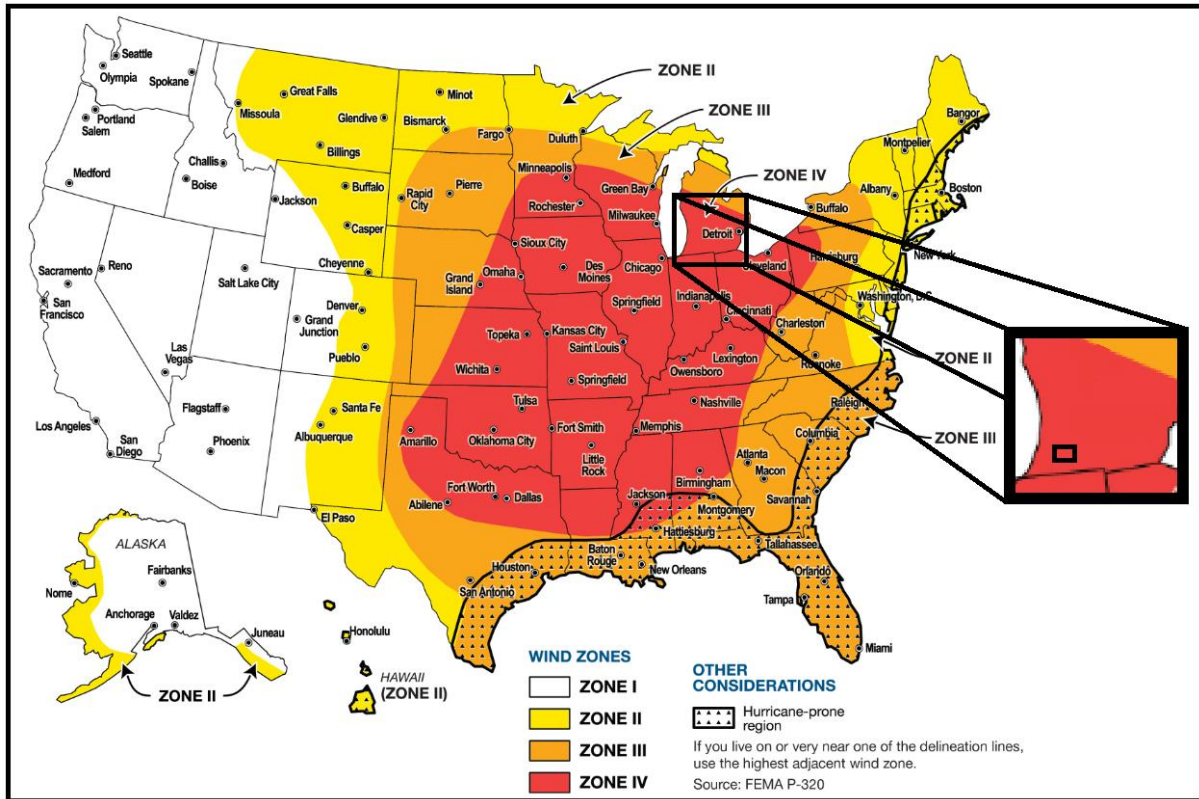 Seattle
Olympia
Spokane
Portland
Salem
Medford
Challis
Boise
Great Falls
Missoula
Glendive
Billings
Minot
Bismarck
Fargo
Duluth
ZONE II
ZONE III
ZONE IV
Bangor
Montpelier
Boston
Albany
Buffalo
Jackson
Buffalo
Casper
Cheyenne
Rapid
City
Pierre
Minneapolis
Rochester
Green Bay
Milwaukee
Detroit
Sioux City
Chicago
Cleveland
Harrisburg
New York
Sacramento
Reno
San
Francisco
Salt Lake City
Denver
Grand
Junction
Pueblo
Grand
Island
Omaha
Des
Moines
Springfield
Indianapolis
Cincinnati
Washington, D.C.
Charleston
Topeka
Kansas City
Saint Louis
Lexington
Owensboro
Roanoke
ZONE II
Las
Vegas
Wichita
Springfield
Nashville
Raleigh
ZONE III
Los Angeles
San
Diego
Flagstaff
Phoenix
Santa Fe
Albuquerque
Amarillo
Tulsa
Oklahoma City
Fort Smith
Little
Rock
Memphis
Columbia
Atlanta
Macon
Birmingham
Savannah
El Paso
Abilene
Fort Worth
Dallas
Jackson
Montgomery
Hattiesburg
Tallahassee
San Antonio
Houston
Baton
Rouge
New Orleans
Orlando
Tampa
Miami
ALASKA
Nome
Fairbanks
Anchorage
Valdez
Juneau
ZONE II
Honolulu
HAWAII
(ZONE II)
WIND ZONES
ZONE I
ZONE II
ZONE III
ZONE IV
OTHER
CONSIDERATIONS
Hurricane-prone
region
If you live on or very near one of the delineation lines,
use the highest adjacent wind zone.
Source: FEMA P-320